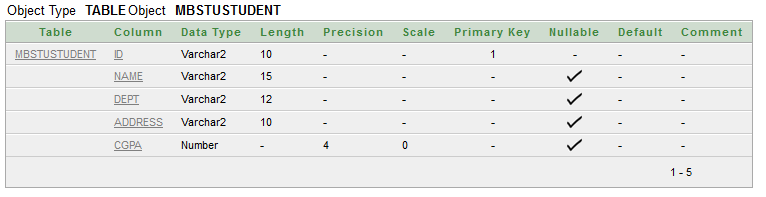 Object Type TABLE Object MBSTUSTUDENT
Table Column Data Type Length Precision Scale Primary Key Nullable Default Comment
MBSTUSTUDENT ID Varchar2 10 - - 1 - - -
NAME Varchar2 15 - - - ✓ - -
DEPT Varchar2 12 - - - ✓ - -
ADDRESS Varchar2 10 - - - ✓ - -
CGPA Number - 4 0 - ✓ - -
1 - 5